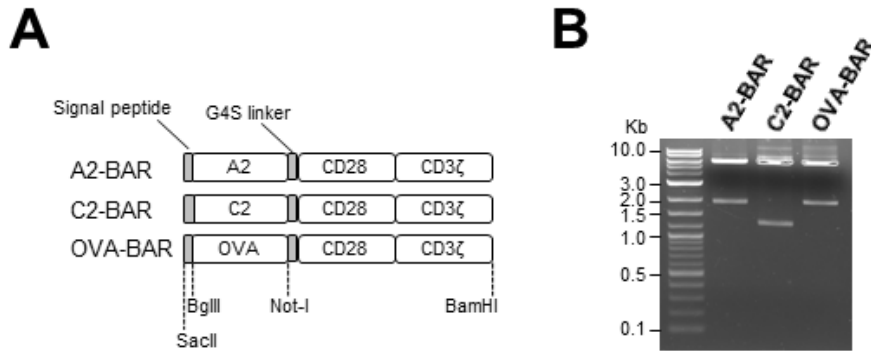 A
Signal peptide
G4S linker
A2-BAR
A2
CD28
CD3ζ
C2-BAR
C2
CD28
CD3ζ
OVA-BAR
OVA
CD28
CD3ζ
BglII
Not-I
BamHI
SacII
B
A2-BAR
C2-BAR
OVA-BAR
Kb
10.0
3.0
2.0
1.5
1.0
0.5
0.1